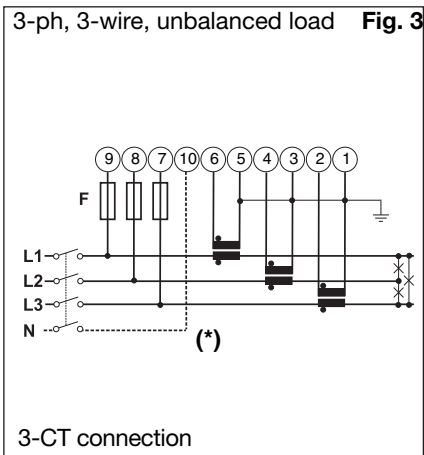 3-ph, 3-wire, unbalanced load Fig. 3
9 8 7 10 6 5 4 3 2 1
F
L1
L2
L3
N
(*)
3-CT connection